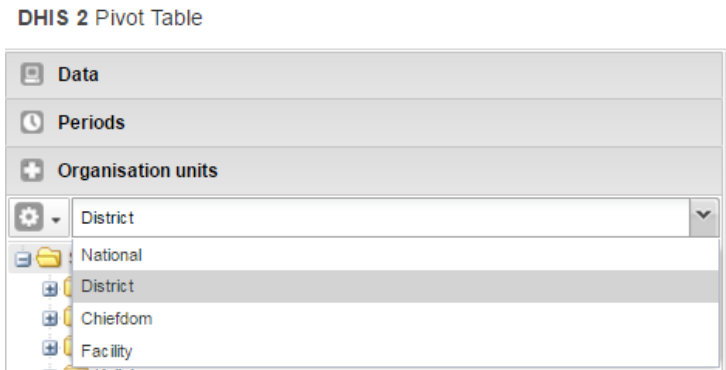 DHIS 2 Pivot Table
Data
Periods
Organisation units
District
National
District
Chiefdom
Facility